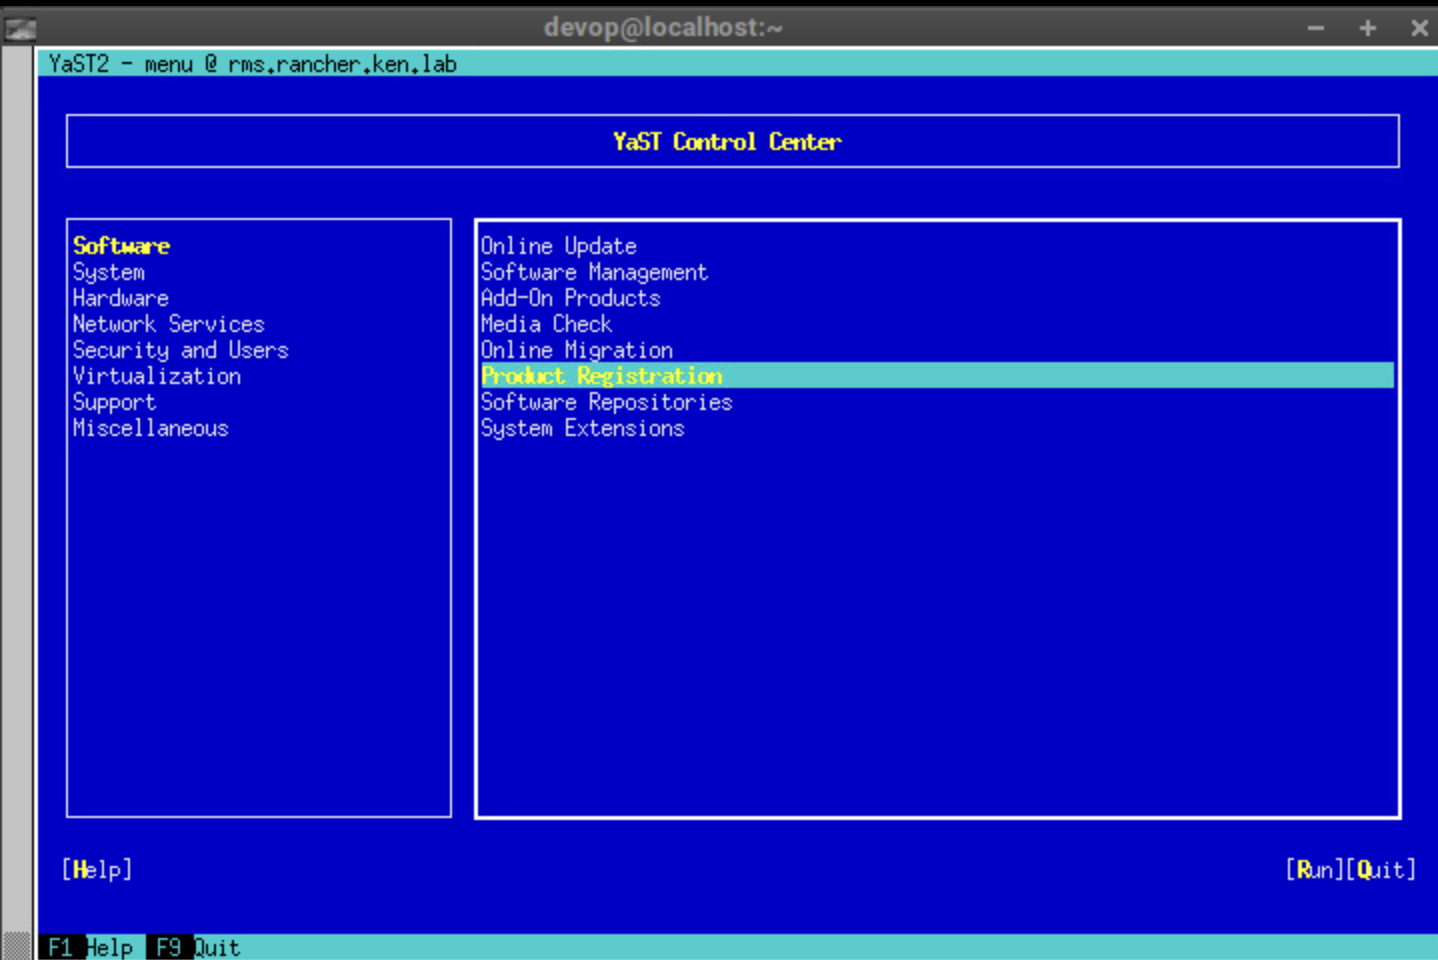 devop@localhost:~
YaST2 - menu @ rms.rancher.ken.lab
YaST Control Center
Software
System
Hardware
Network Services
Security and Users
Virtualization
Support
Miscellaneous
Online Update
Software Management
Add-On Products
Media Check
Online Migration
Product Registration
Software Repositories
System Extensions
[Help]
[Run][Quit]
F1 Help F9 Quit